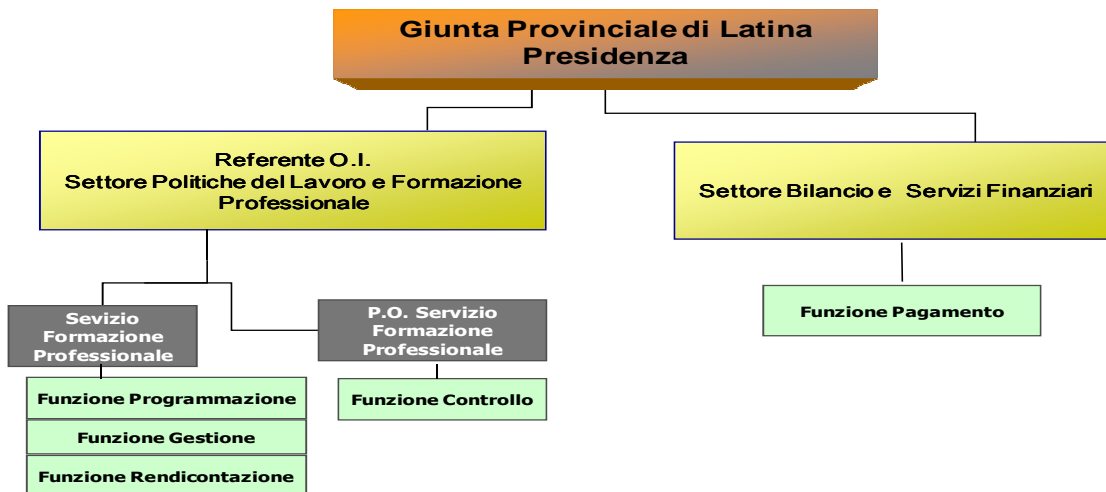 Giunta Provinciale di Latina
Presidenza
Referente O.I.
Settore Politiche del Lavoro e Formazione
Professionale
Settore Bilancio e Servizi Finanziari
Sevizio
Formazione
Professionale
P.O. Servizio
Formazione
Professionale
Funzione Pagamento
Funzione Programmazione
Funzione Controllo
Funzione Gestione
Funzione Rendicontazione